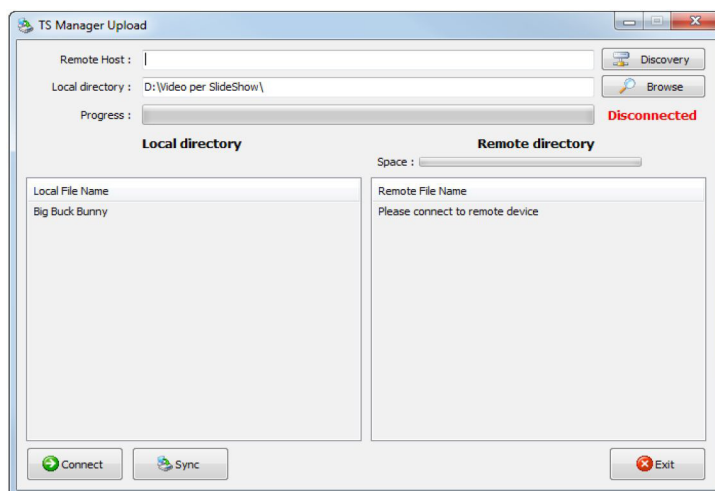 TS Manager Upload
Remote Host :
Discovery
Local directory : D:\Video per SlideShow\
Browse
Progress :
Disconnected
Local directory
Remote directory
Space :
Local File Name
Remote File Name
Big Buck Bunny
Please connect to remote device
Connect
Sync
Exit